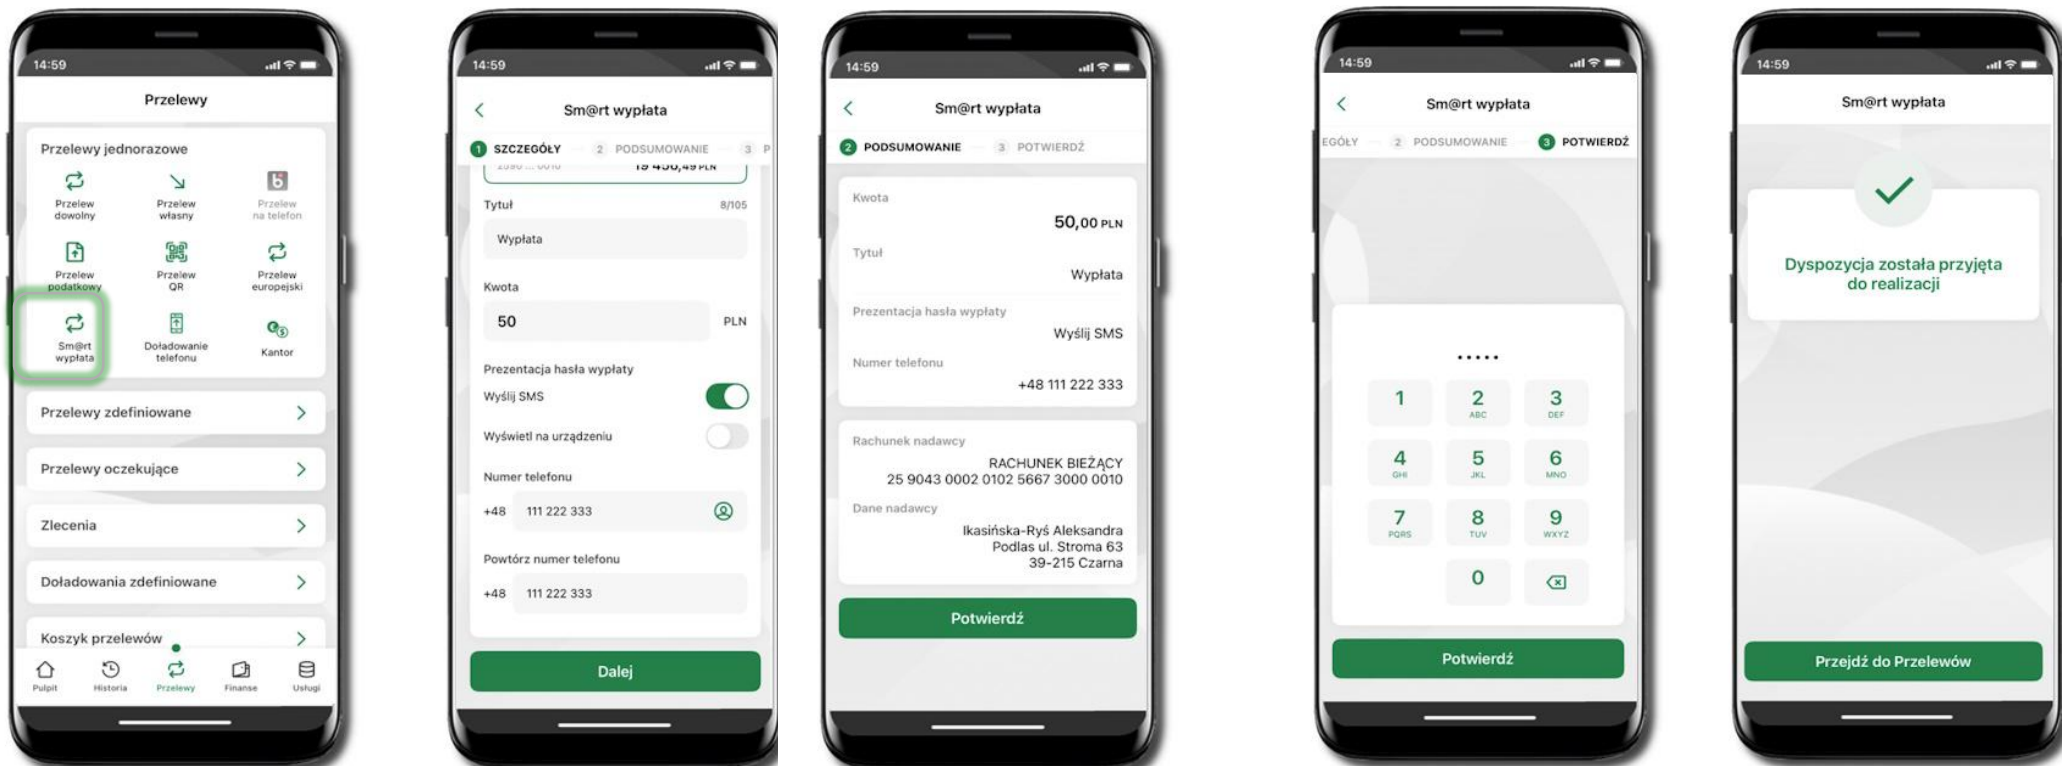 14:59
Przelewy
Przelewy jednorazowe
Przelew
dowolny
Przelew
własny
Przelew
na telefon
Przelew
podatkowy
Przelew
QR
Przelew
europejski
Sm@rt
wypłata
Doładowanie
telefonu
Kantor
Przelewy zdefiniowane
Przelewy oczekujące
Zlecenia
Doładowania zdefiniowane
Koszyk przelewów
Pulpit Historia Przelewy Finanse Usługi
14:59
Sm@rt wypłata
1 SZCZEGÓŁY 2 PODSUMOWANIE 3 P
19 456,49 PLN
Tytuł 8/105
Wypłata
Kwota
50 PLN
Prezentacja hasła wypłaty
Wyślij SMS
Wyświetl na urządzeniu
Numer telefonu
+48 111 222 333
Powtórz numer telefonu
+48 111 222 333
Dalej
14:59
Sm@rt wypłata
2 PODSUMOWANIE 3 POTWIERDŹ
Kwota
50,00 PLN
Tytuł
Wypłata
Prezentacja hasła wypłaty
Wyślij SMS
Numer telefonu
+48 111 222 333
Rachunek nadawcy
RACHUNEK BIEŻĄCY
25 9043 0002 0102 5667 3000 0010
Dane nadawcy
Ikasińska-Ryś Aleksandra
Podlas ul. Stroma 63
39-215 Czarna
Potwierdź
14:59
Sm@rt wypłata
EGÓŁY 2 PODSUMOWANIE 3 POTWIERDŹ
•••••
1 2 3
ABC DEF
4 5 6
GHI JKL MNO
7 8 9
PQRS TUV WXYZ
0
Potwierdź
14:59
Sm@rt wypłata
Dyspozycja została przyjęta
do realizacji
Przejdź do Przelewów